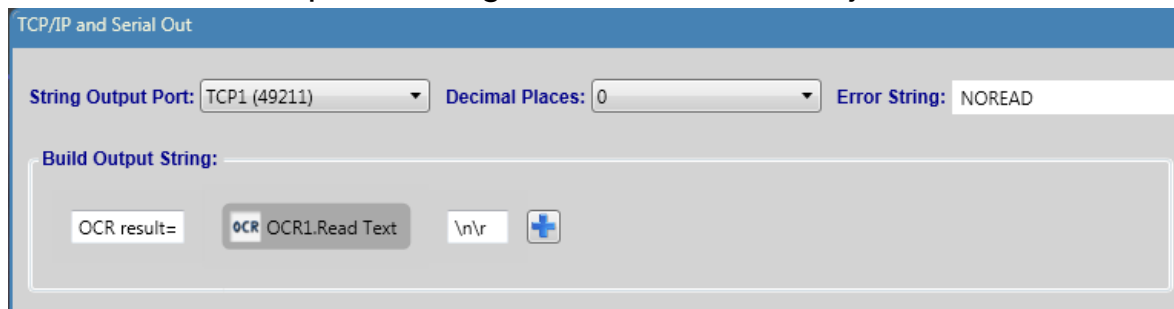 TCP/IP and Serial Out
String Output Port: TCP1 (49211) Decimal Places: 0 Error String: NOREAD
Build Output String:
OCR result= OCR OCR1.Read Text \n\r